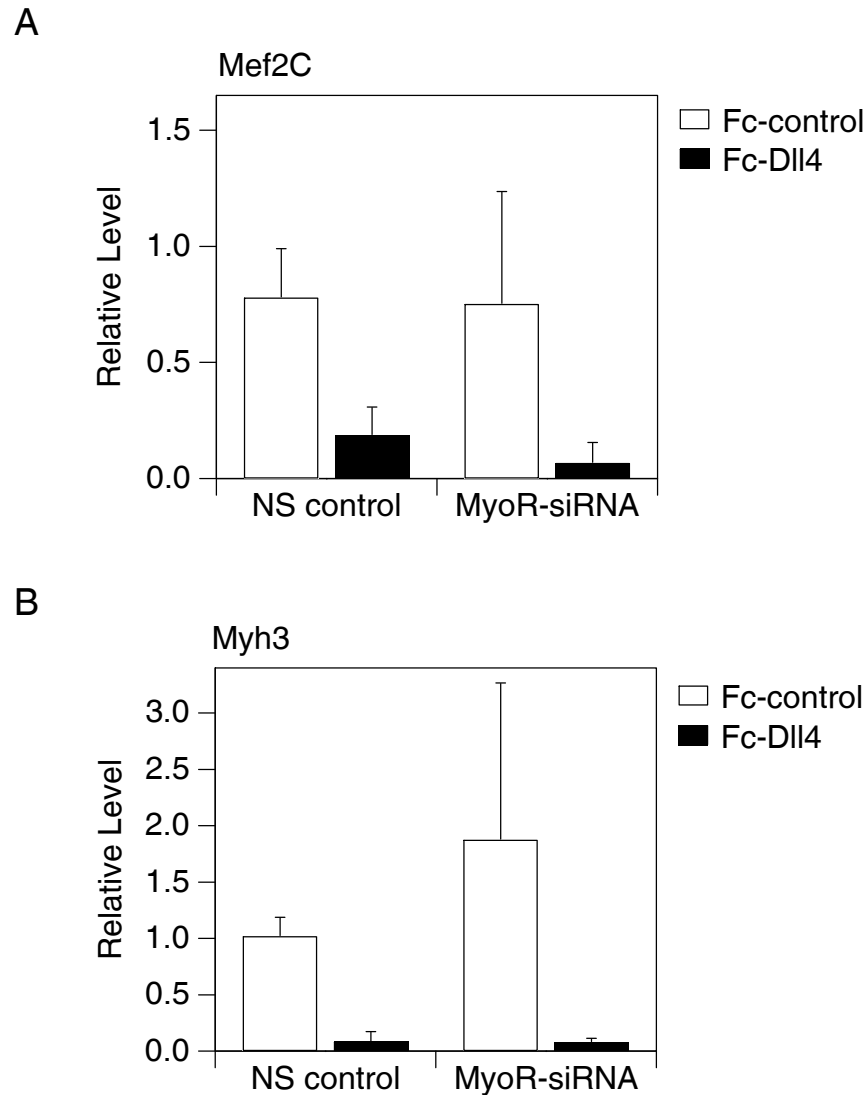 A
Mef2C
Relative Level
1.5
1.0
0.5
0.0
NS control
MyoR-siRNA
Fc-control
Fc-Dll4
B
Myh3
Relative Level
3.0
2.5
2.0
1.5
1.0
0.5
0.0
NS control
MyoR-siRNA
Fc-control
Fc-Dll4